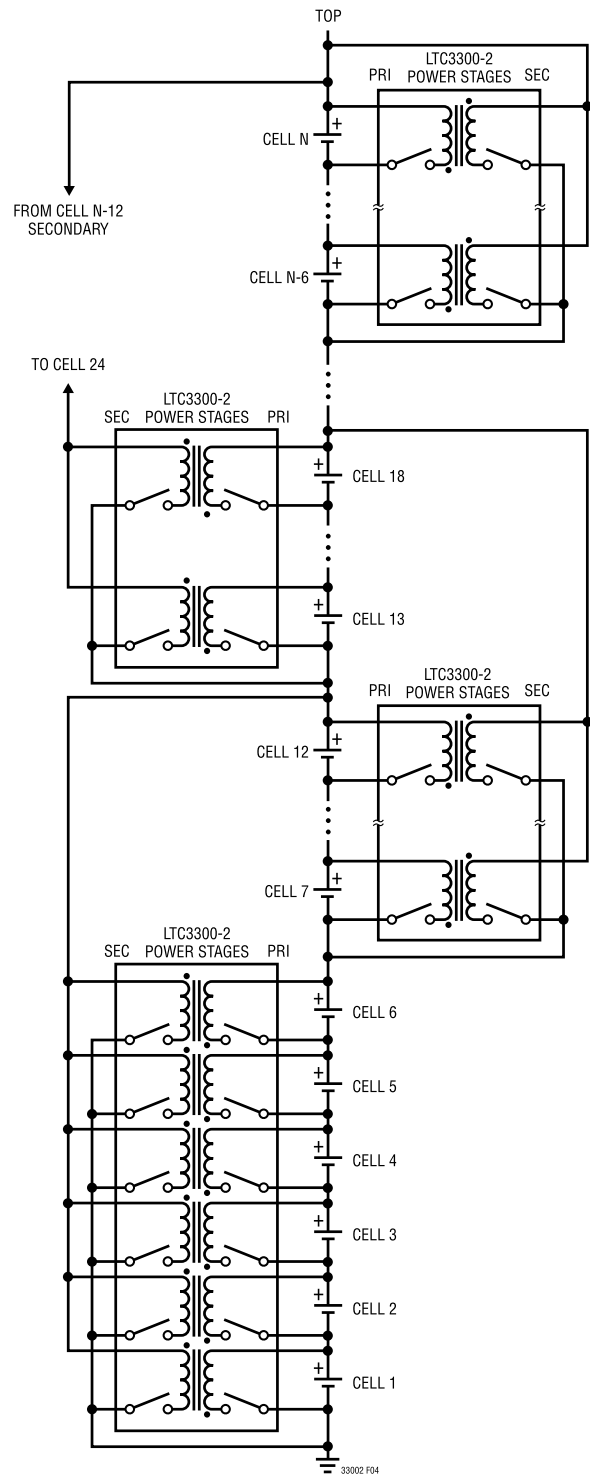 TOP
LTC3300-2
PRI POWER STAGES SEC
+
CELL N
FROM CELL N-12
SECONDARY
+
CELL N-6
TO CELL 24
LTC3300-2
SEC POWER STAGES PRI
+
CELL 18
+
CELL 13
LTC3300-2
PRI POWER STAGES SEC
+
CELL 12
+
CELL 7
LTC3300-2
SEC POWER STAGES PRI
+
CELL 6
+
CELL 5
+
CELL 4
+
CELL 3
+
CELL 2
+
CELL 1
33002 F04